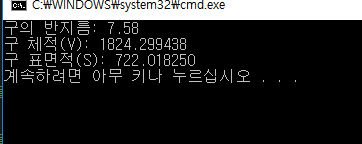 C:₩WINDOWS₩system32₩cmd.exe
구의 반지름: 7.58
구 체적(V): 1824.299438
구 표면적(S): 722.018250
계속하려면 아무 키나 누르십시오 . . .